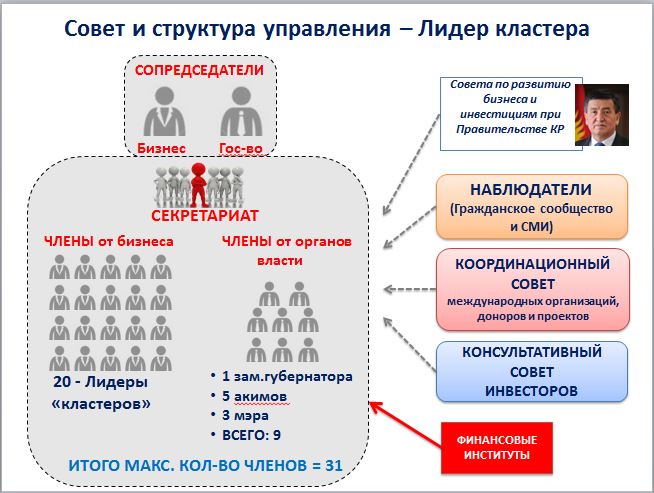 Совет и структура управления – Лидер кластера
СОПРЕДСЕДАТЕЛИ
Бизнес
Гос-во
СЕКРЕТАРИАТ
ЧЛЕНЫ от бизнеса
20 - Лидеры
«кластеров»
ЧЛЕНЫ от органов
власти
• 1 зам.губернатора
• 5 акимов
• 3 мэра
• ВСЕГО: 9
ИТОГО МАКС. КОЛ-ВО ЧЛЕНОВ = 31
Совета по развитию
бизнеса и
инвестициям при
Правительстве КР
НАБЛЮДАТЕЛИ
(Гражданское сообщество
и СМИ)
КООРДИНАЦИОННЫЙ
СОВЕТ
международных организаций,
доноров и проектов
КОНСУЛЬТАТИВНЫЙ
СОВЕТ
ИНВЕСТОРОВ
ФИНАНСОВЫЕ
ИНСТИТУТЫ